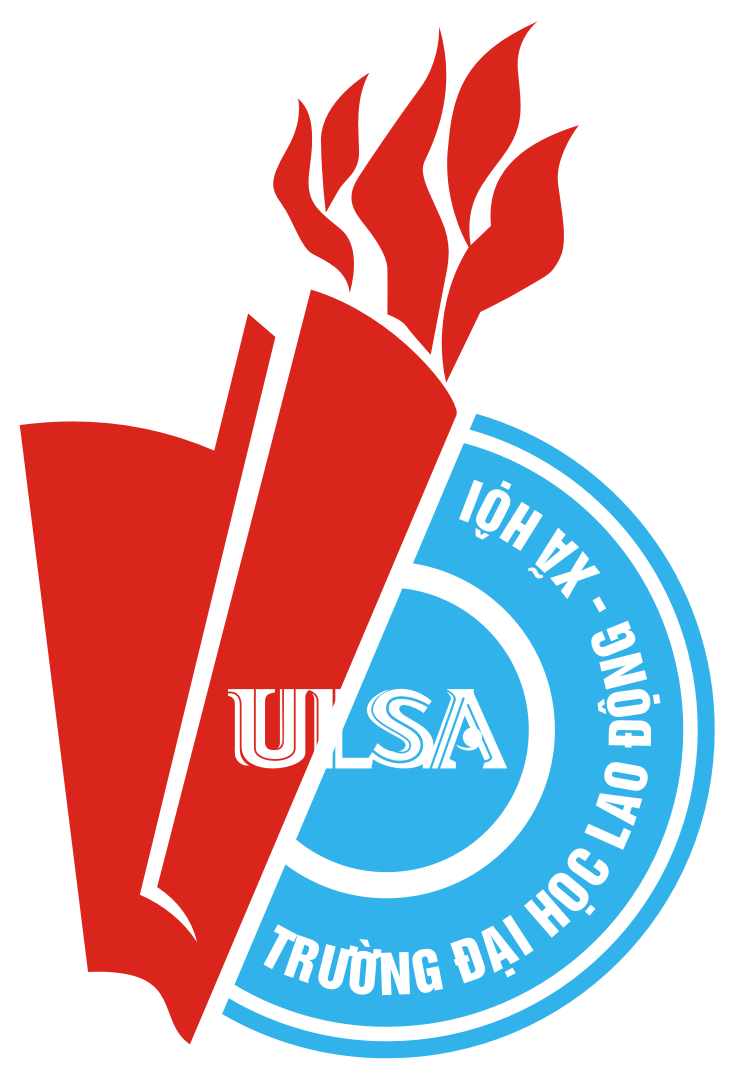 ULSA
TRƯỜNG ĐẠI HỌC LAO ĐỘNG - XÃ HỘI